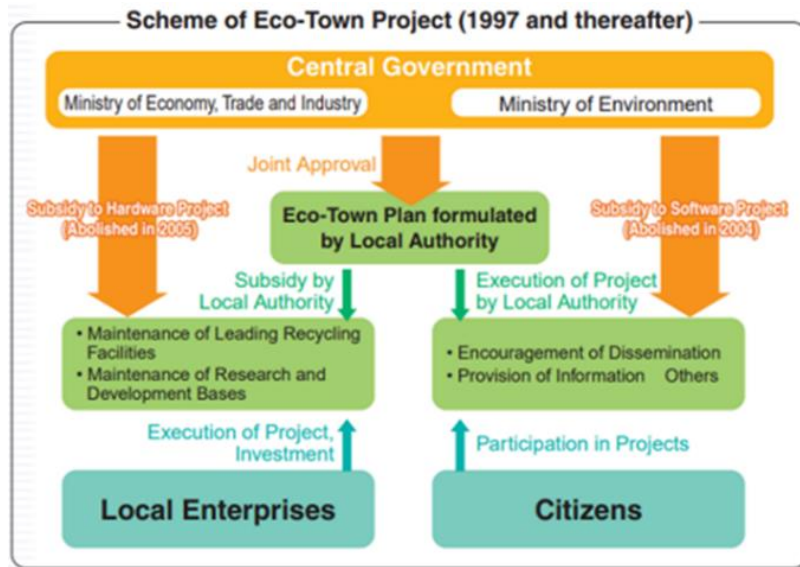 Scheme of Eco-Town Project (1997 and thereafter)
Central Government
Ministry of Economy, Trade and Industry
Ministry of Environment
Joint Approval
Subsidy to Hardware Project
(Abolished in 2005)
Eco-Town Plan formulated
by Local Authority
Subsidy to Software Project
(Abolished in 2004)
Subsidy by
Local Authority
Execution of Project
by Local Authority
• Maintenance of Leading Recycling
Facilities
• Maintenance of Research and
Development Bases
• Encouragement of Dissemination
• Provision of Information Others
Execution of Project,
Investment
Participation in Projects
Local Enterprises
Citizens